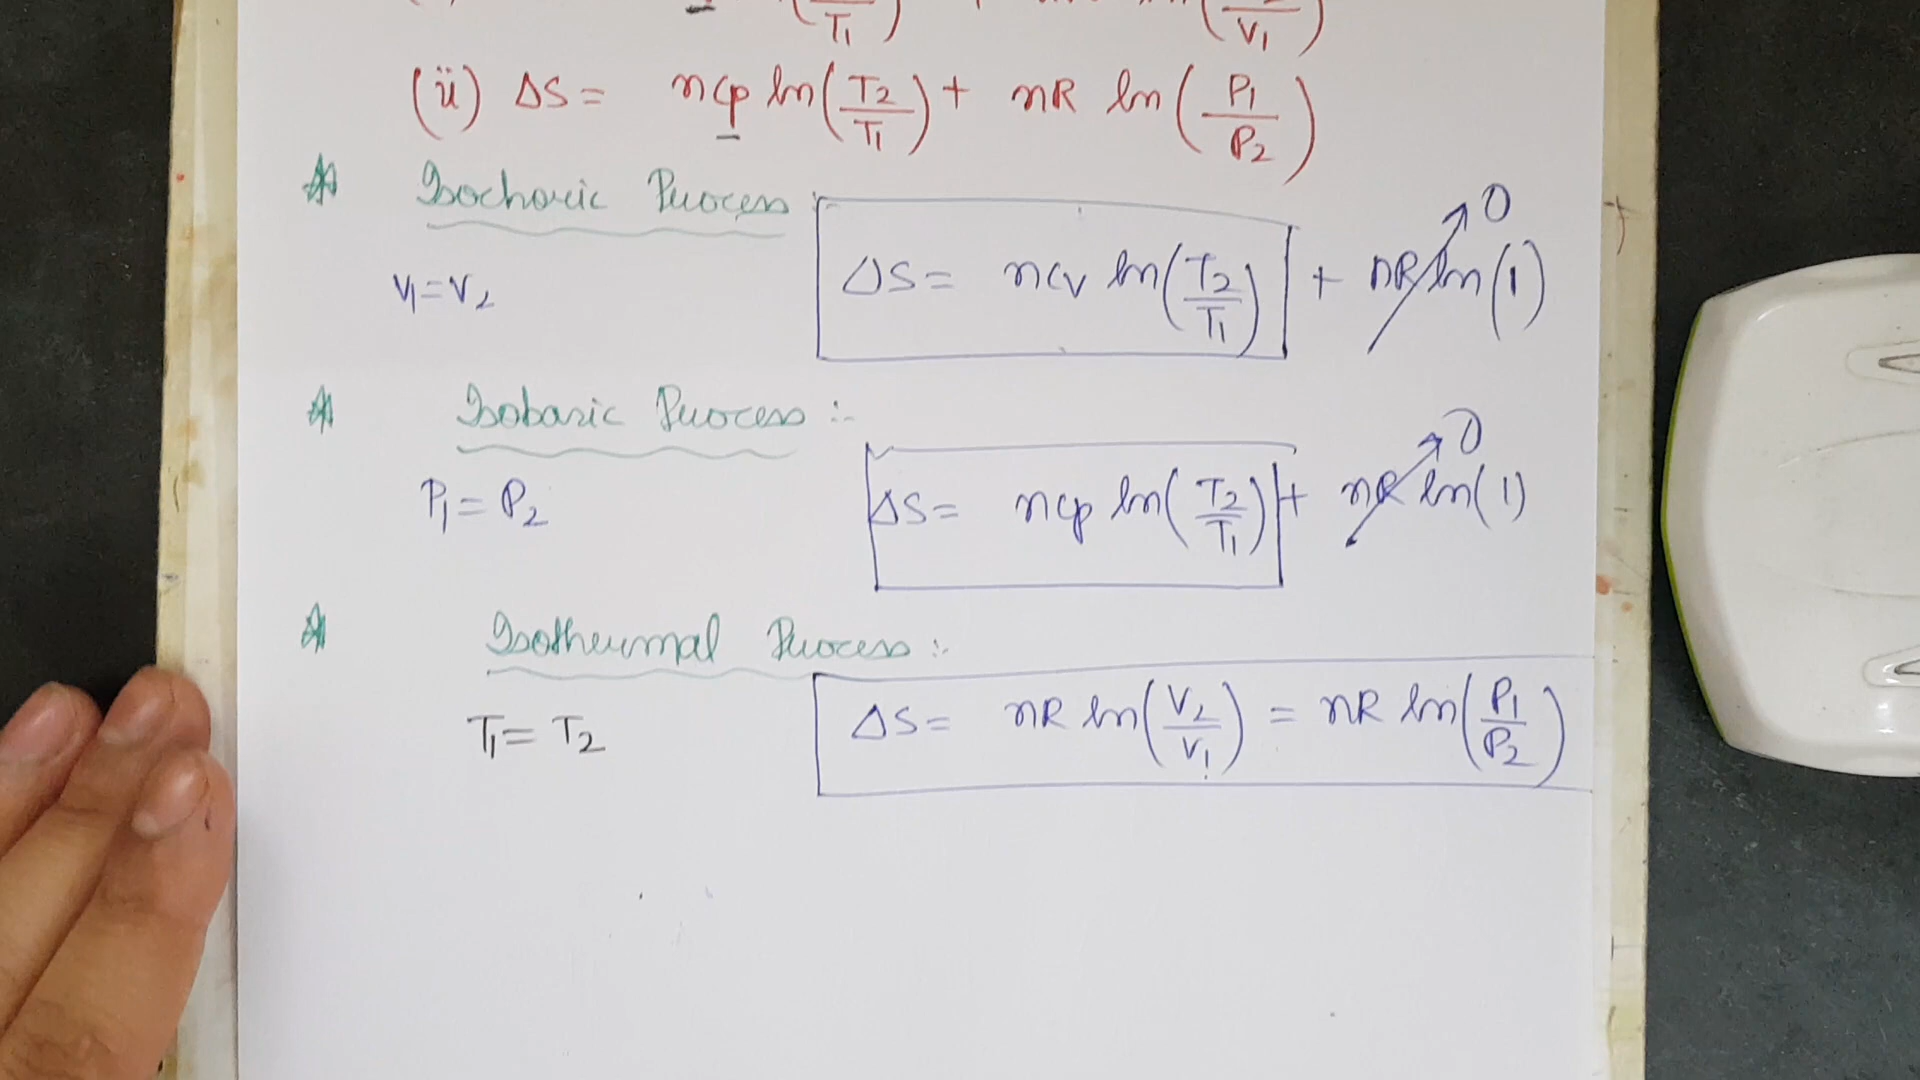 (T₁) + (V₁)
(ii) ΔS = ncp ln(T₂/T₁) + nR ln(P₁/P₂)
Isochoric Process
V₁=V₂ ΔS = ncv ln(T₂/T₁) + nR ln(1) 0
Isobaric Process :-
P₁= P₂ ΔS= ncp ln(T₂/T₁) + nR ln(1) 0
Isothermal Process :-
T₁= T₂ ΔS= nR ln(V₂/V₁) = nR ln(P₁/P₂)